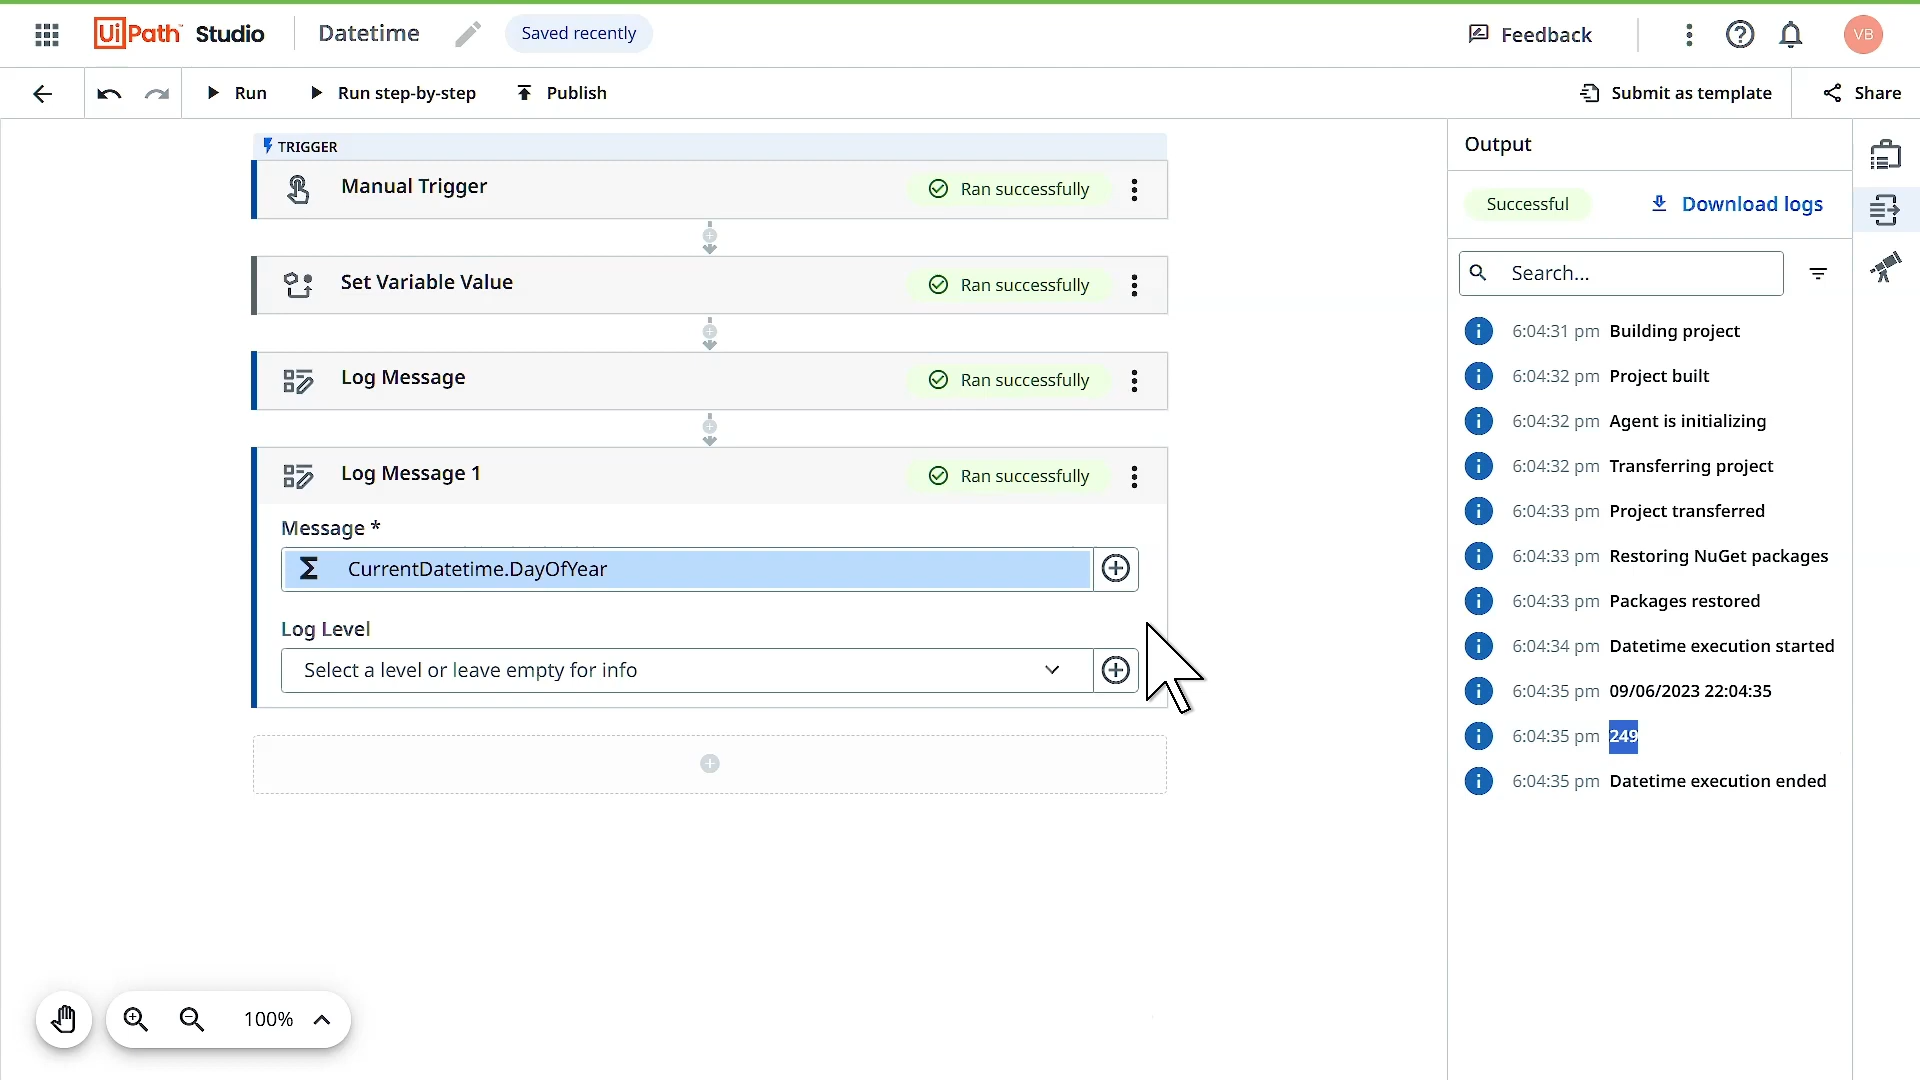 UiPath Studio Datetime Saved recently Feedback VB
Run Run step-by-step Publish Submit as template Share
TRIGGER
Manual Trigger Ran successfully
Set Variable Value Ran successfully
Log Message Ran successfully
Log Message 1 Ran successfully
Message *
CurrentDatetime.DayOfYear
Log Level
Select a level or leave empty for info
100%
Output
Successful Download logs
Search...
6:04:31 pm Building project
6:04:32 pm Project built
6:04:32 pm Agent is initializing
6:04:32 pm Transferring project
6:04:33 pm Project transferred
6:04:33 pm Restoring NuGet packages
6:04:33 pm Packages restored
6:04:34 pm Datetime execution started
6:04:35 pm 09/06/2023 22:04:35
6:04:35 pm 249
6:04:35 pm Datetime execution ended